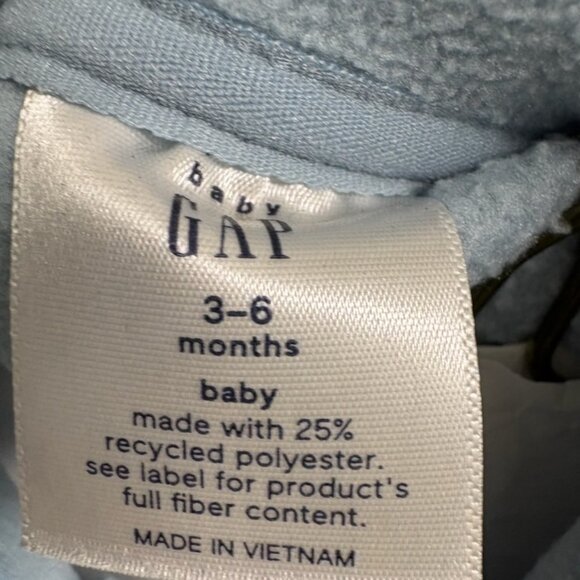 baby
GAP
3–6
months
baby
made with 25%
recycled polyester.
see label for product's
full fiber content.
MADE IN VIETNAM